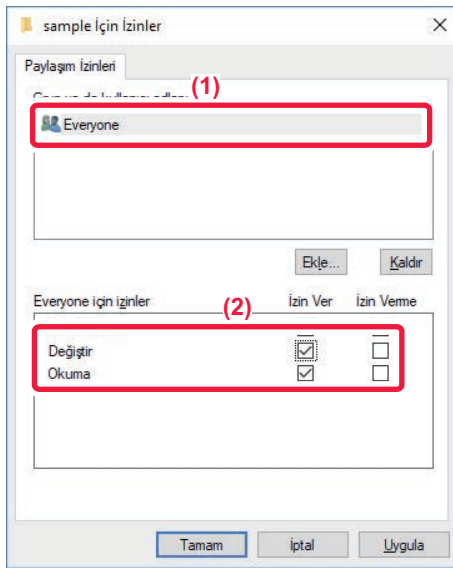 sample İçin İzinler
Paylaşım İzinleri
(1)
Everyone
Ekle... Kaldır
Everyone için izinler (2) İzin Ver İzin Verme
Değiştir
Okuma
Tamam İptal Uygula